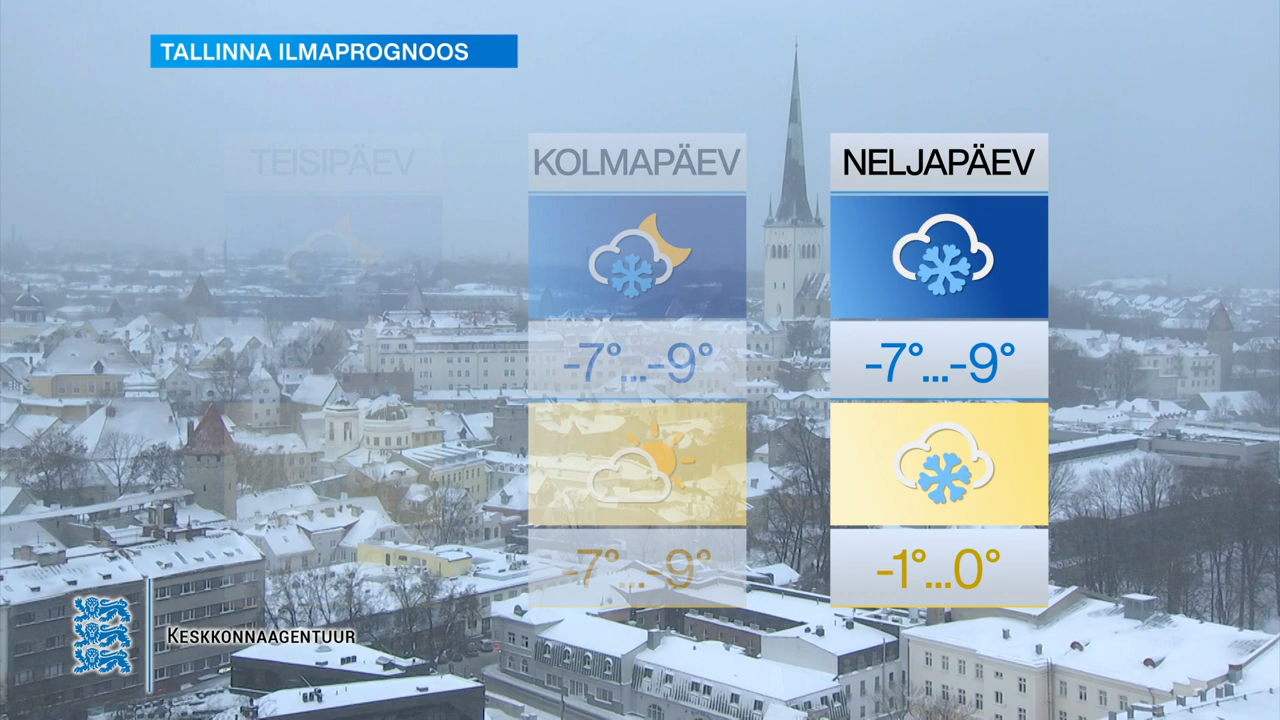 TALLINNA ILMAPROGNOOS
TEISIPÄEV
KOLMAPÄEV
NELJAPÄEV
-7°...-9°
-7°...-9°
-7°...-9°
-1°...0°
KESKKONNAAGENTUUR